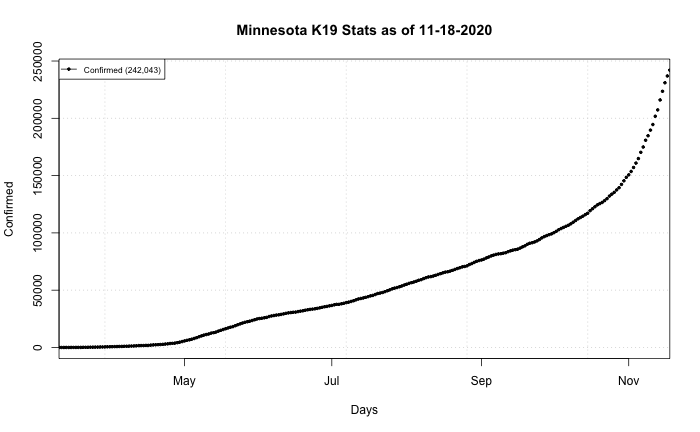 Minnesota K19 Stats as of 11-18-2020
Confirmed (242,043)
250000
200000
150000
100000
50000
0
Confirmed
May Jul Sep Nov
Days